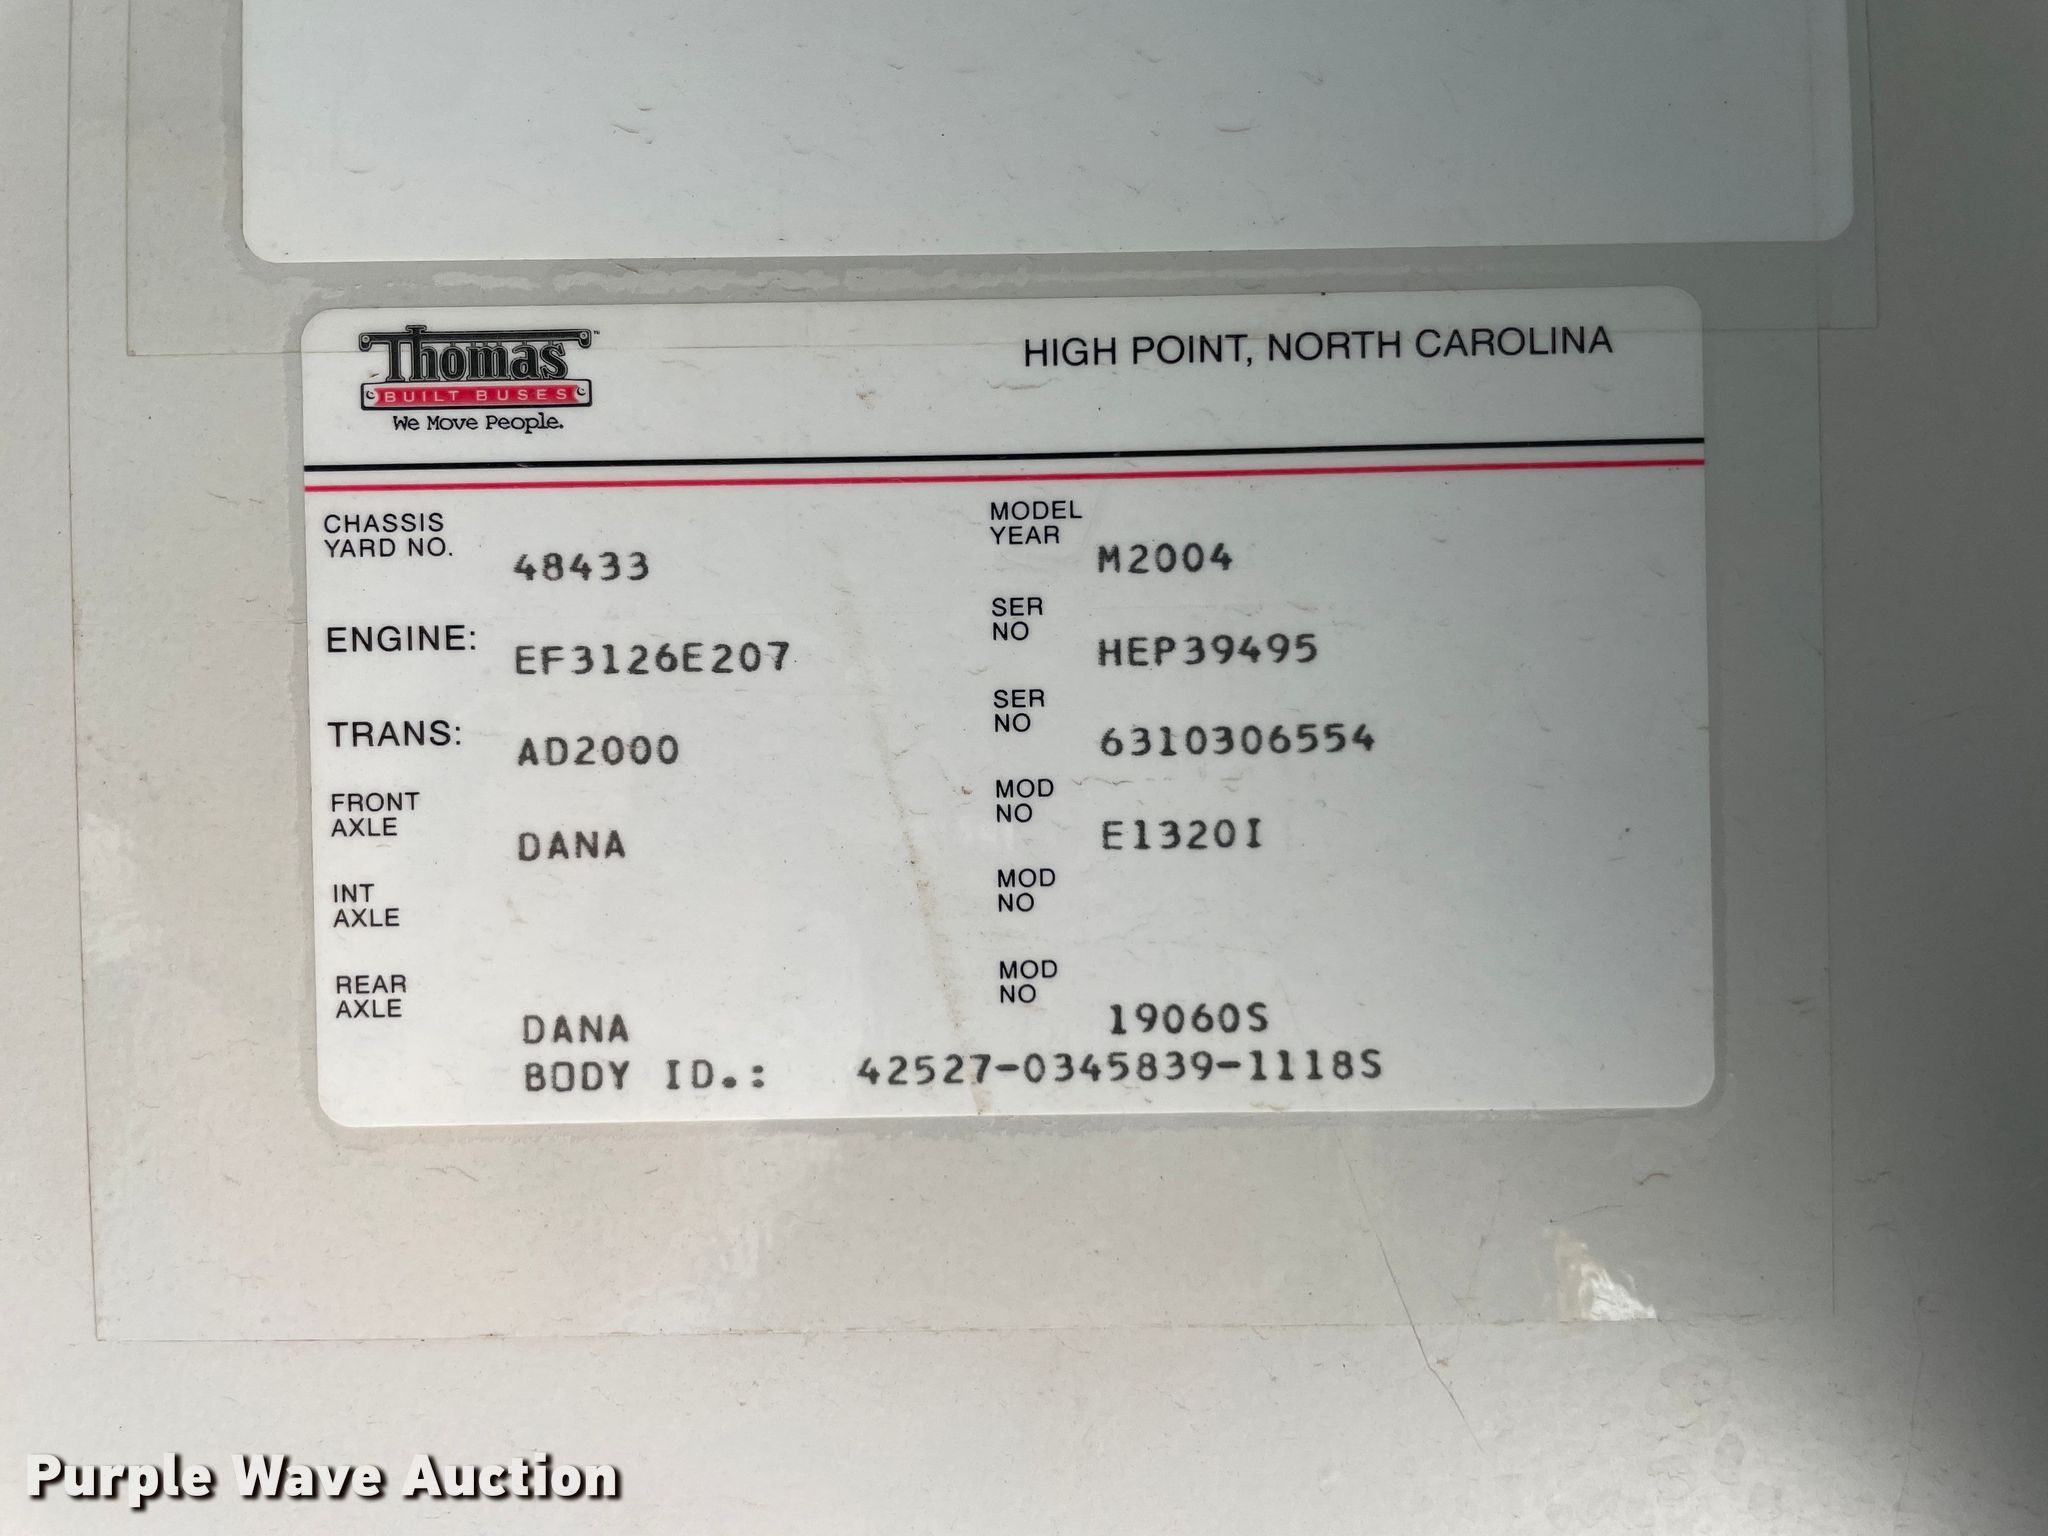 Thomas™
BUILT BUSES
We Move People.
HIGH POINT, NORTH CAROLINA
CHASSIS
YARD NO. 48433
MODEL
YEAR M2004
ENGINE: EF3126E207
SER
NO HEP39495
TRANS: AD2000
SER
NO 6310306554
FRONT
AXLE DANA
MOD
NO E1320I
INT
AXLE
MOD
NO
REAR
AXLE DANA
MOD
NO 19060S
BODY ID.: 42527-0345839-1118S
Purple Wave Auction